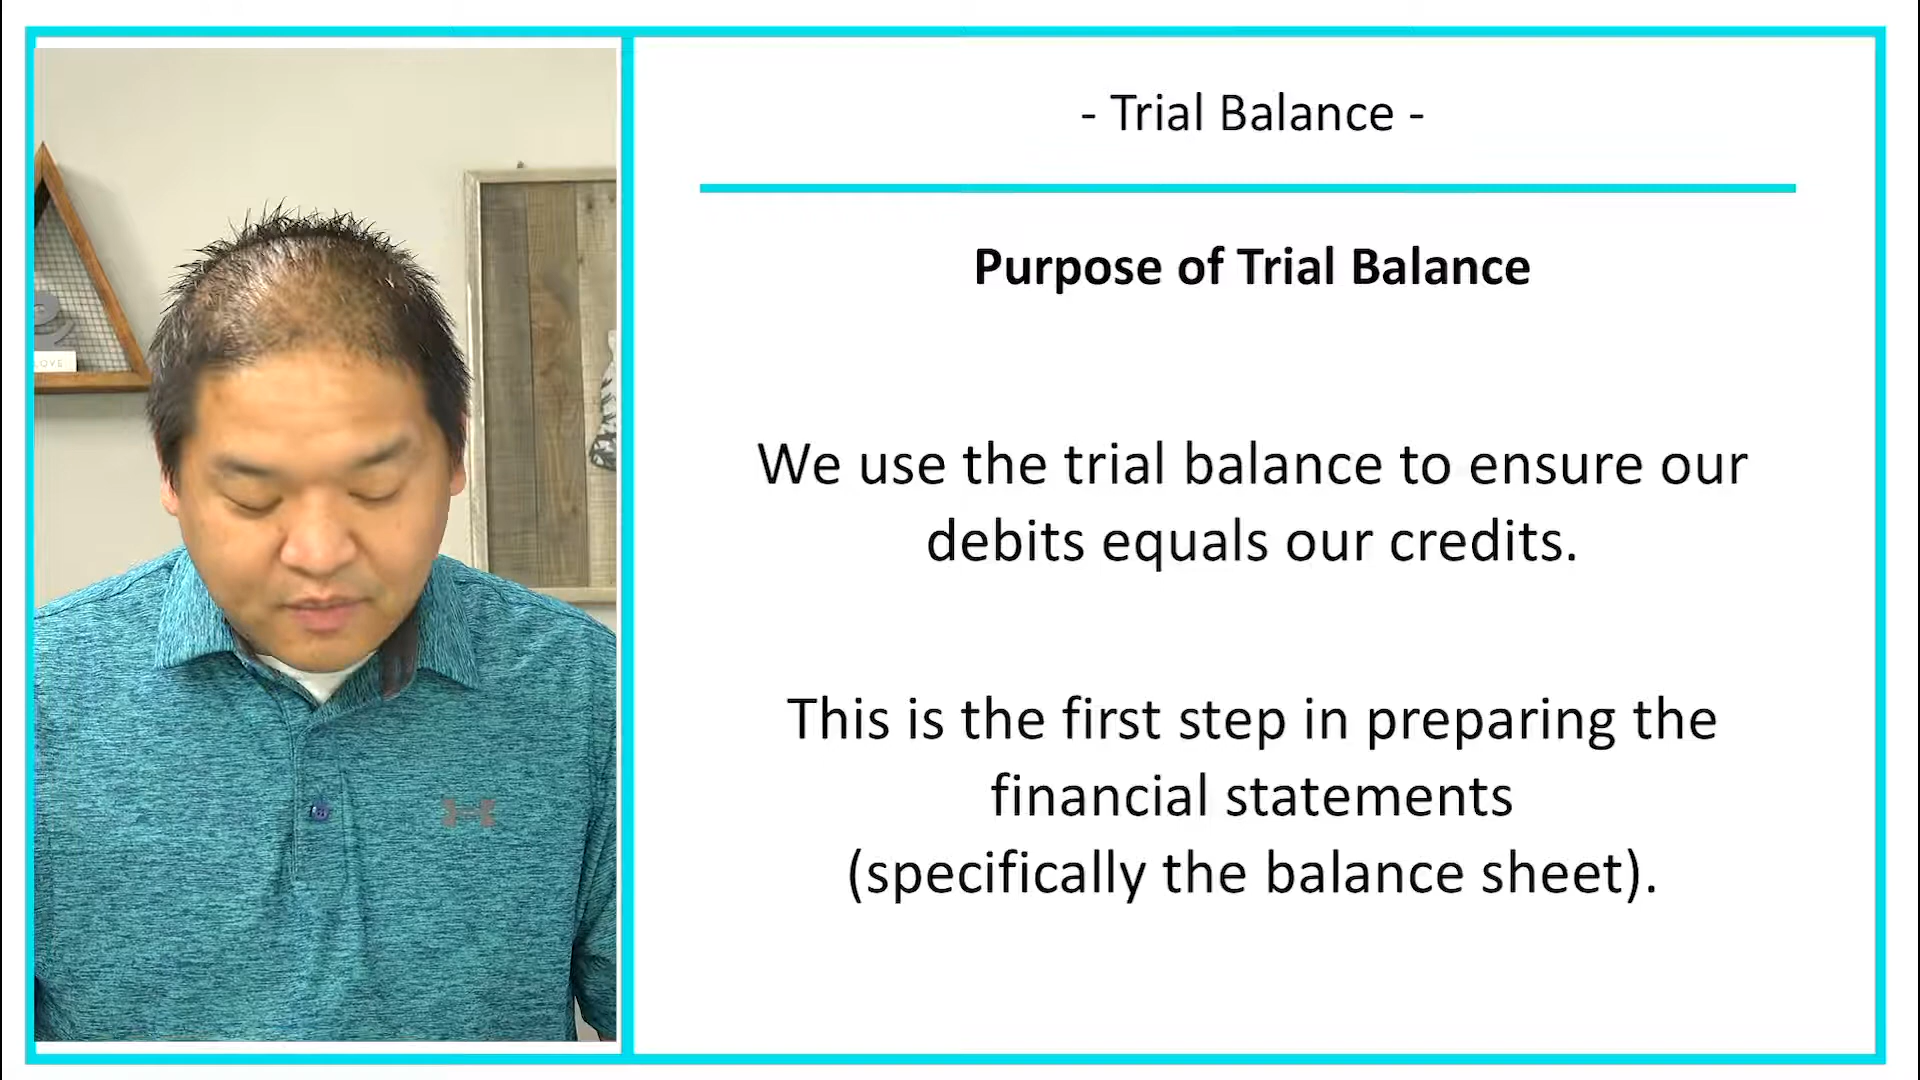 - Trial Balance -
Purpose of Trial Balance
We use the trial balance to ensure our
debits equals our credits.
This is the first step in preparing the
financial statements
(specifically the balance sheet).
OVE